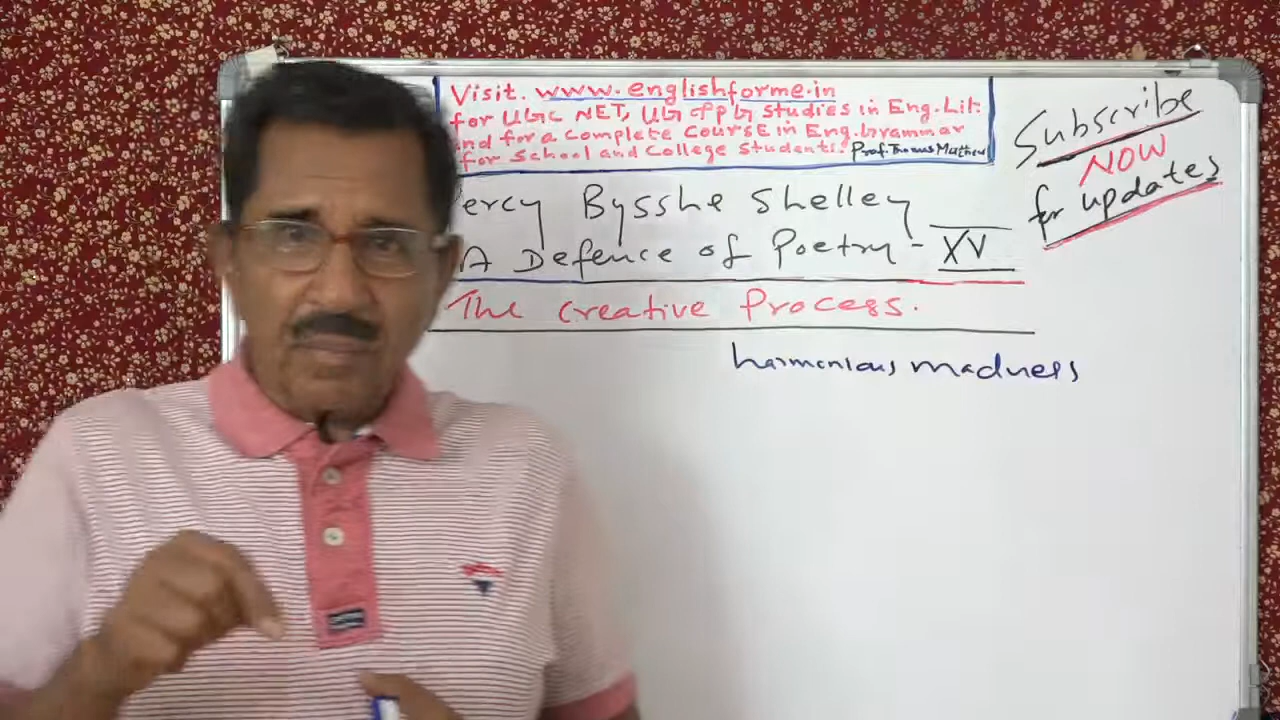 Visit. www.englishforme.in
for UGC NET, UG & PG Studies in Eng. Lit.
nd for a Complete Course in Eng. Grammar
for School and College Students. Prof. Thomas Mathew
ercy Bysshe Shelley
A Defence of Poetry - XV
The Creative Process.
harmonious madness
Subscribe
NOW
for updates